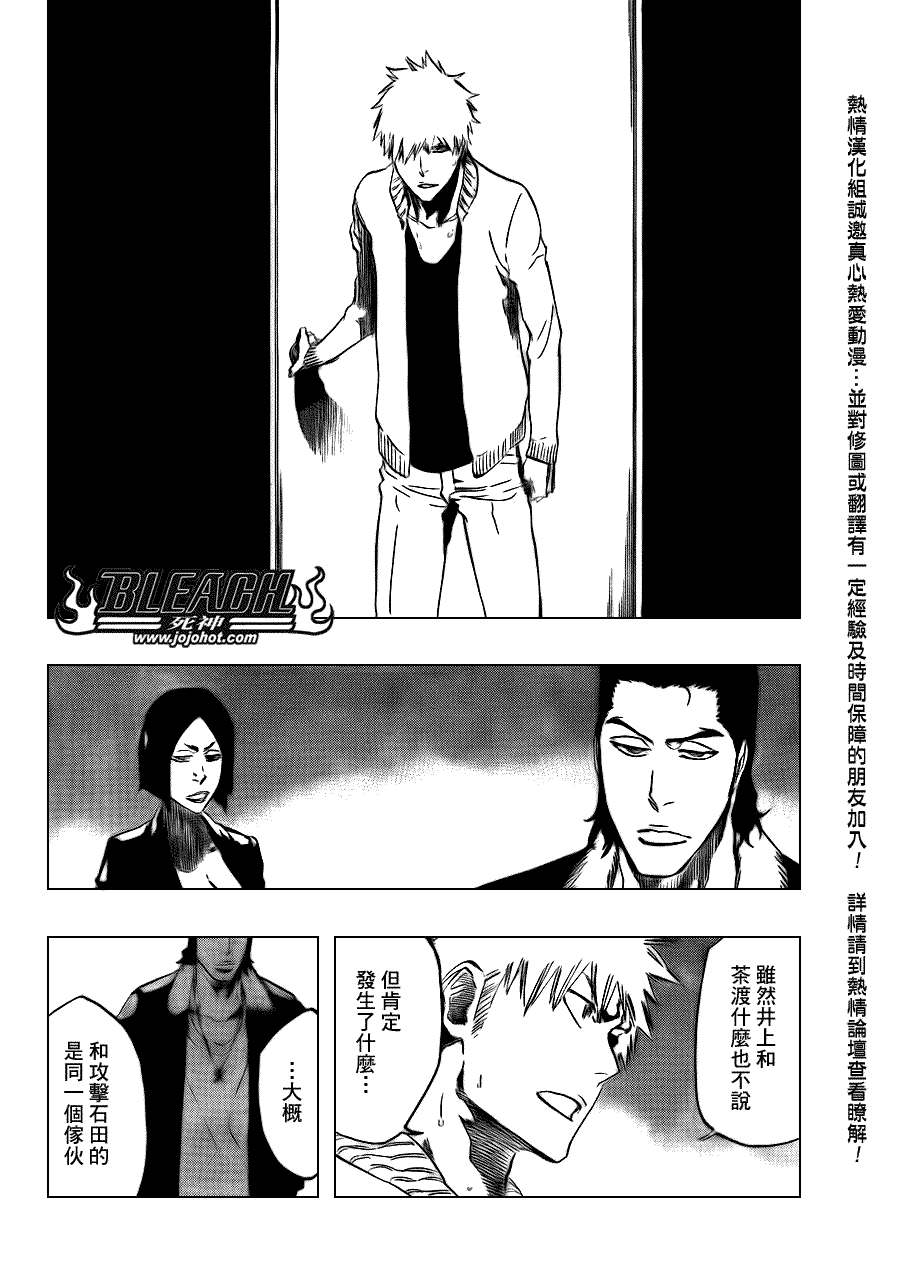 熱情漢化組誠邀真心熱愛動漫…並對修圖或翻譯有一定經驗及時間保障的朋友加入！ 詳情請到熱情論壇查看瞭解！
BLEACH
死神
www.jojohot.com
雖然井上和
茶渡什麼也不說
但肯定
發生了什麼…
…大概
和攻擊石田的
是同一個傢伙